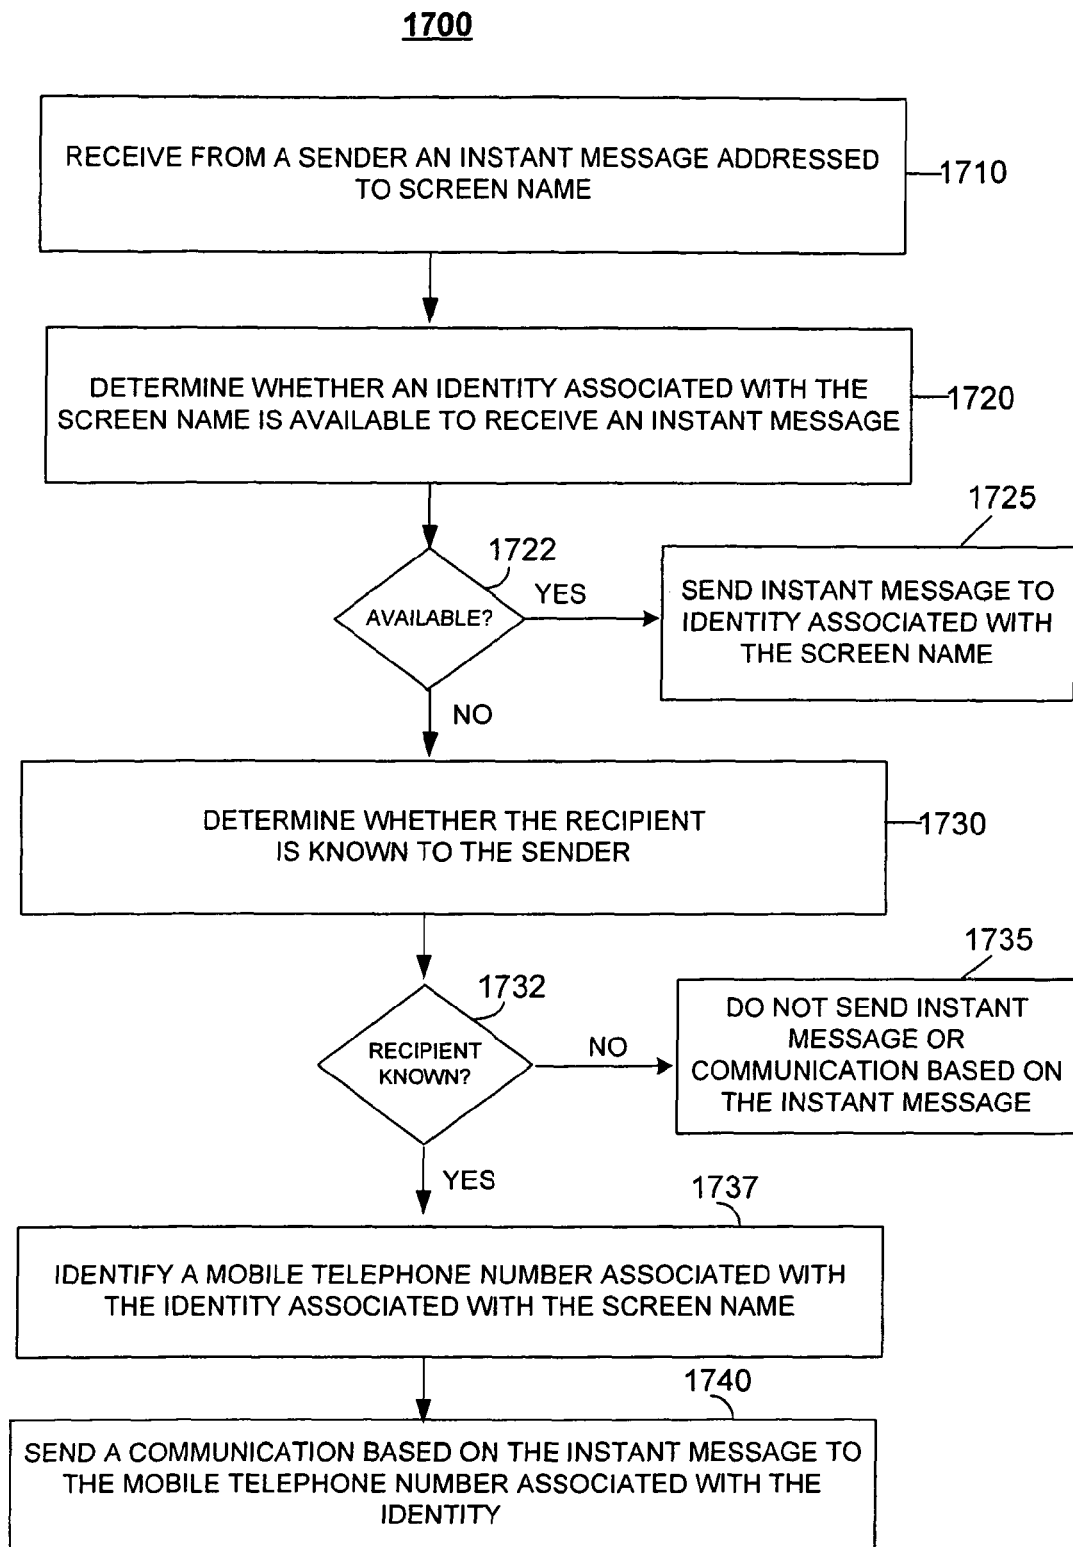 1700
RECEIVE FROM A SENDER AN INSTANT MESSAGE ADDRESSED
TO SCREEN NAME
1710
DETERMINE WHETHER AN IDENTITY ASSOCIATED WITH THE
SCREEN NAME IS AVAILABLE TO RECEIVE AN INSTANT MESSAGE
1720
1722
AVAILABLE?
YES
1725
SEND INSTANT MESSAGE TO
IDENTITY ASSOCIATED WITH
THE SCREEN NAME
NO
DETERMINE WHETHER THE RECIPIENT
IS KNOWN TO THE SENDER
1730
1732
RECIPIENT
KNOWN?
NO
1735
DO NOT SEND INSTANT
MESSAGE OR
COMMUNICATION BASED ON
THE INSTANT MESSAGE
YES
1737
IDENTIFY A MOBILE TELEPHONE NUMBER ASSOCIATED WITH
THE IDENTITY ASSOCIATED WITH THE SCREEN NAME
1740
SEND A COMMUNICATION BASED ON THE INSTANT MESSAGE TO
THE MOBILE TELEPHONE NUMBER ASSOCIATED WITH THE
IDENTITY